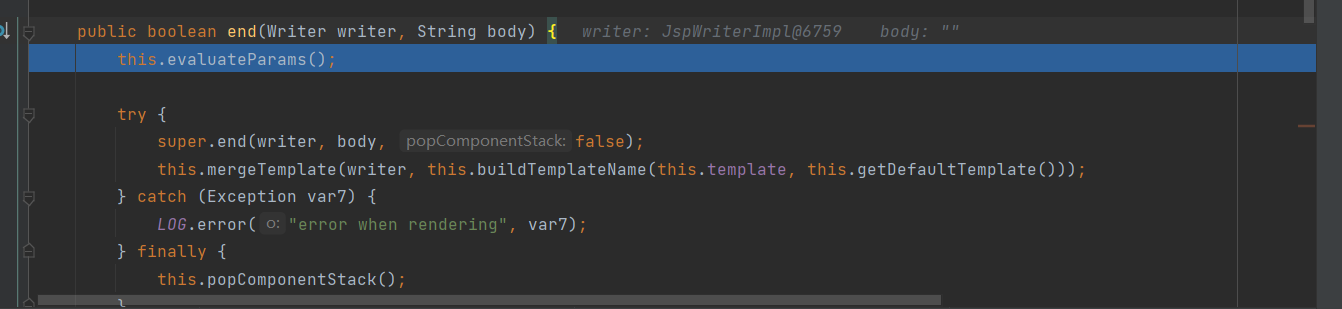 public boolean end(Writer writer, String body) {  writer: JspWriterImpl@6759  body: ""
this.evaluateParams();
try {
super.end(writer, body, popComponentStack: false);
this.mergeTemplate(writer, this.buildTemplateName(this.template, this.getDefaultTemplate()));
} catch (Exception var7) {
LOG.error( o: "error when rendering", var7);
} finally {
this.popComponentStack();
}